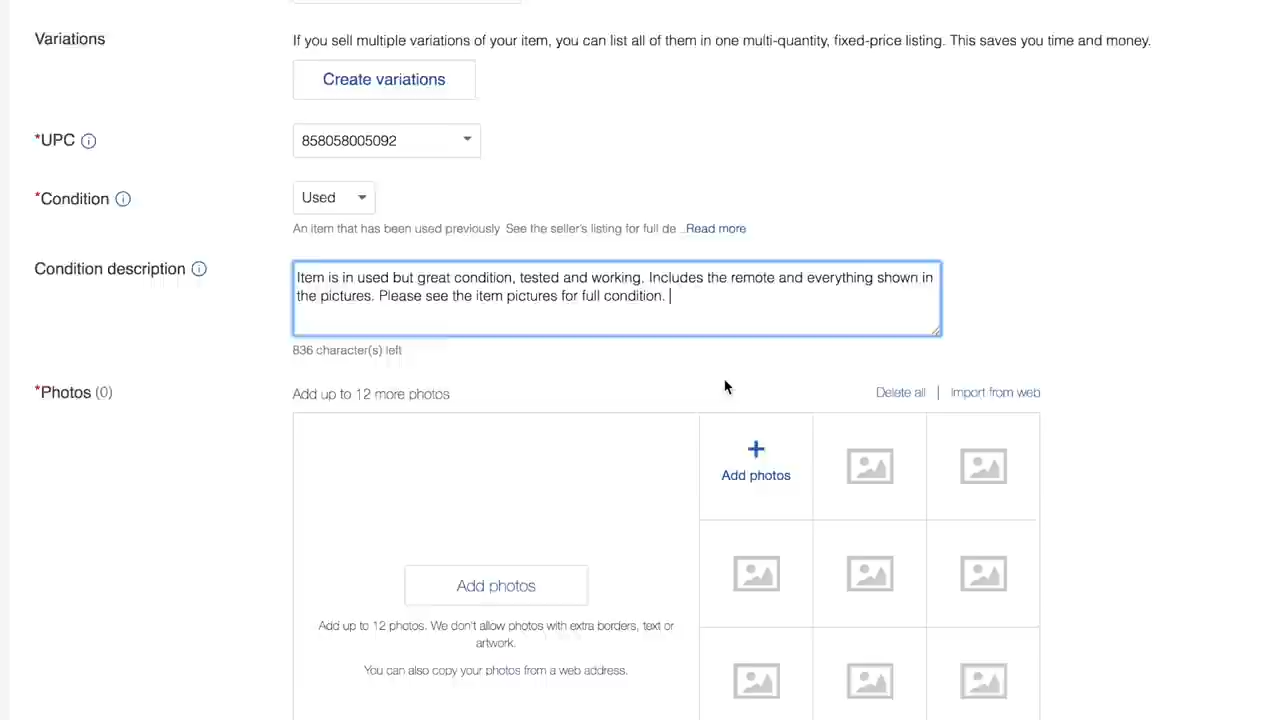 Variations
If you sell multiple variations of your item, you can list all of them in one multi-quantity, fixed-price listing. This saves you time and money.
Create variations
*UPC
858058005092
*Condition
Used
An item that has been used previously. See the seller's listing for full de ...Read more
Condition description
Item is in used but great condition, tested and working. Includes the remote and everything shown in
the pictures. Please see the item pictures for full condition.
836 character(s) left
*Photos (0)
Add up to 12 more photos
Delete all | Import from web
Add photos
Add photos
Add up to 12 photos. We don't allow photos with extra borders, text or
artwork.
You can also copy your photos from a web address.